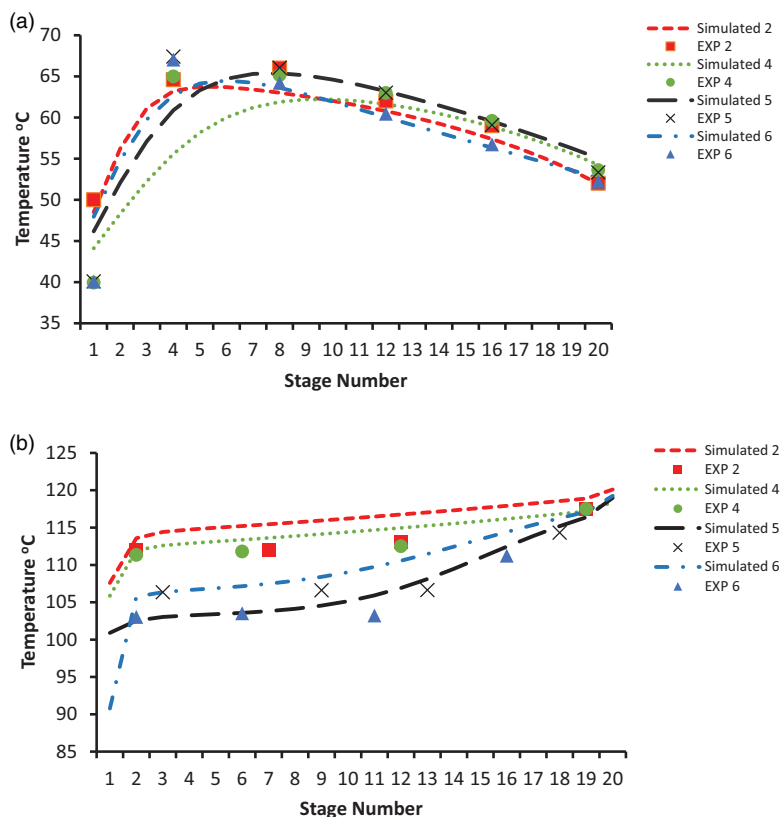 (a)
70
65
60
55
50
45
40
35
Temperature ºC
1 2 3 4 5 6 7 8 9 10 11 12 13 14 15 16 17 18 19 20
Stage Number
Simulated 2
EXP 2
Simulated 4
EXP 4
Simulated 5
EXP 5
Simulated 6
EXP 6
(b)
125
120
115
110
105
100
95
90
85
Temperature ºC
1 2 3 4 5 6 7 8 9 10 11 12 13 14 15 16 17 18 19 20
Stage Number
Simulated 2
EXP 2
Simulated 4
EXP 4
Simulated 5
EXP 5
Simulated 6
EXP 6